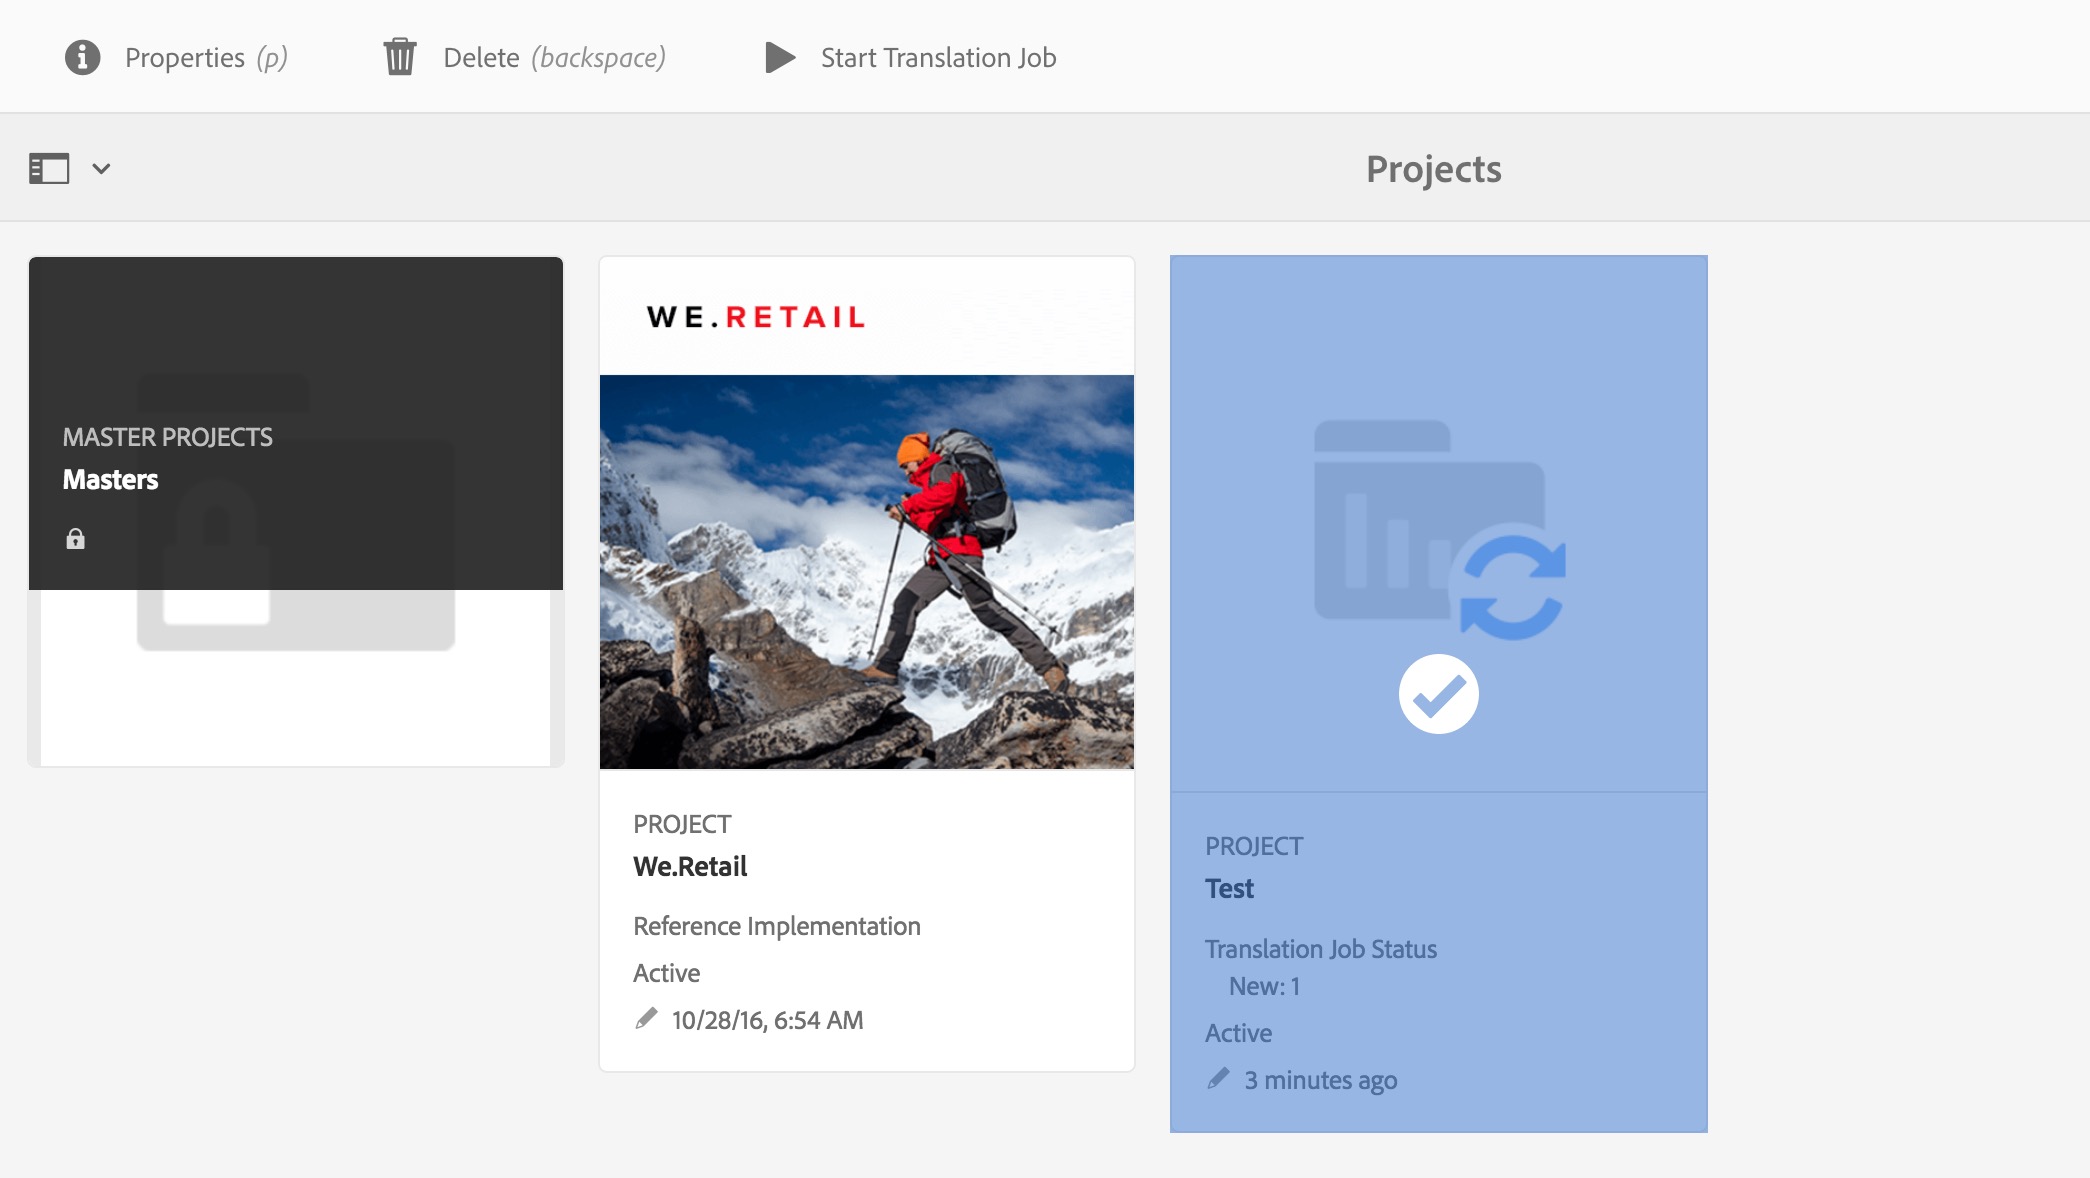 Properties (p)
Delete (backspace)
Start Translation Job
Projects
MASTER PROJECTS
Masters
WE.RETAIL
PROJECT
We.Retail
Reference Implementation
Active
10/28/16, 6:54 AM
PROJECT
Test
Translation Job Status
New: 1
Active
3 minutes ago